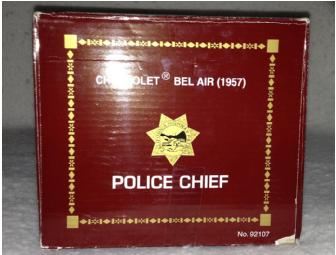 CHEVROLET® BEL AIR (1957)
POLICE CHIEF
No. 92107